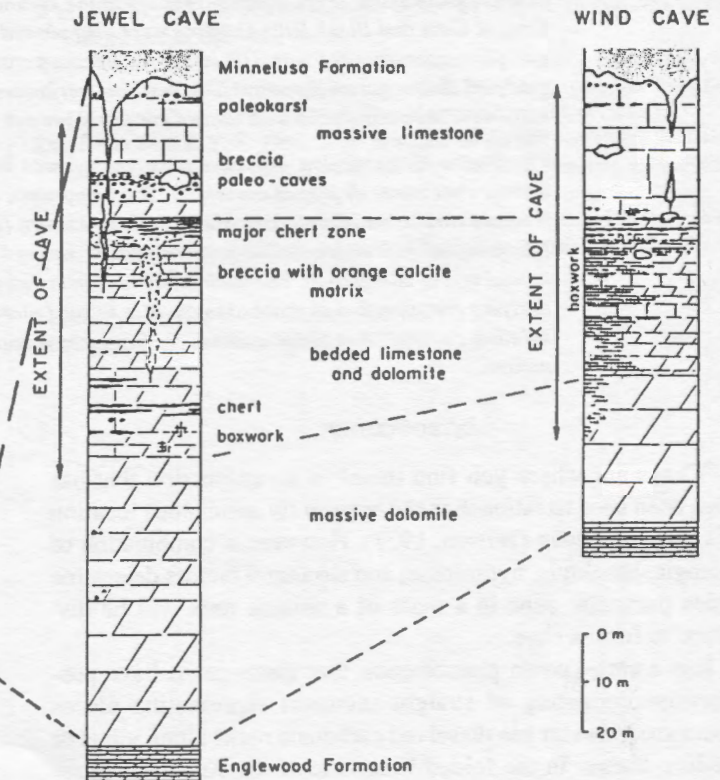 JEWEL CAVE
WIND CAVE
Minnelusa Formation
paleokarst
massive limestone
breccia
paleo-caves
major chert zone
breccia with orange calcite
matrix
bedded limestone
and dolomite
chert
boxwork
massive dolomite
Englewood Formation
EXTENT OF CAVE
EXTENT OF CAVE
boxwork
0 m
10 m
20 m